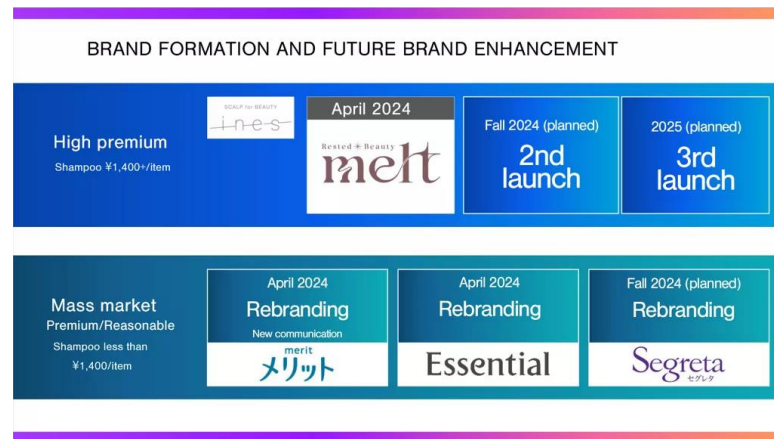 BRAND FORMATION AND FUTURE BRAND ENHANCEMENT
High premium
Shampoo ¥1,400+/item
SCALP for BEAUTY
ines
April 2024
Rested*Beauty
melt
Fall 2024 (planned)
2nd
launch
2025 (planned)
3rd
launch
Mass market
Premium/Reasonable
Shampoo less than
¥1,400/item
April 2024
Rebranding
New communication
merit
メリット
April 2024
Rebranding
Essential
Fall 2024 (planned)
Rebranding
Segreta
セグレタ